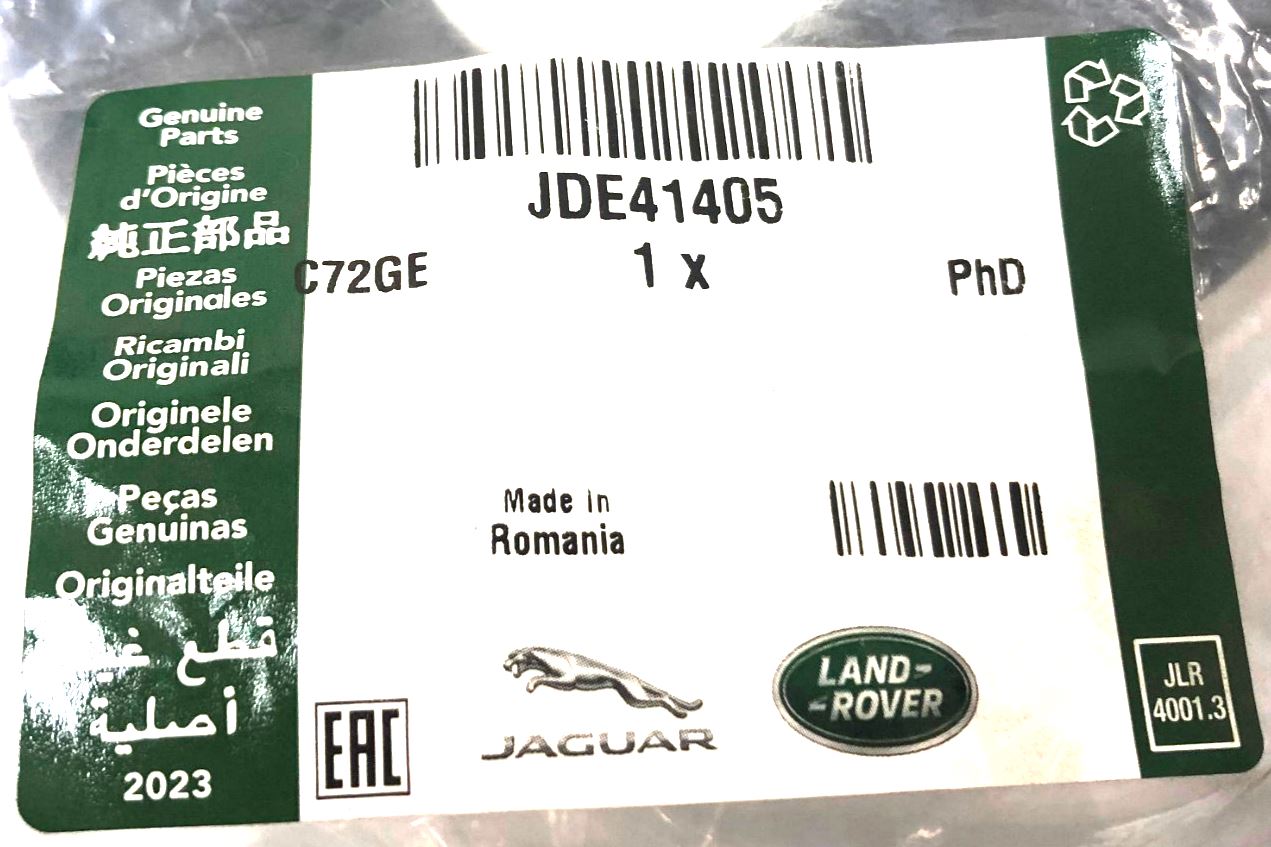 Genuine
Parts
Pièces
d'Origine
純正部品
Piezas
Originales
Ricambi
Originali
Originele
Onderdelen
Peças
Genuinas
Originalteile
قطع
أصلية
2023
JDE41405
C72GE 1 x PhD
Made in
Romania
EAC
JAGUAR
LAND-
-ROVER
JLR
4001.3